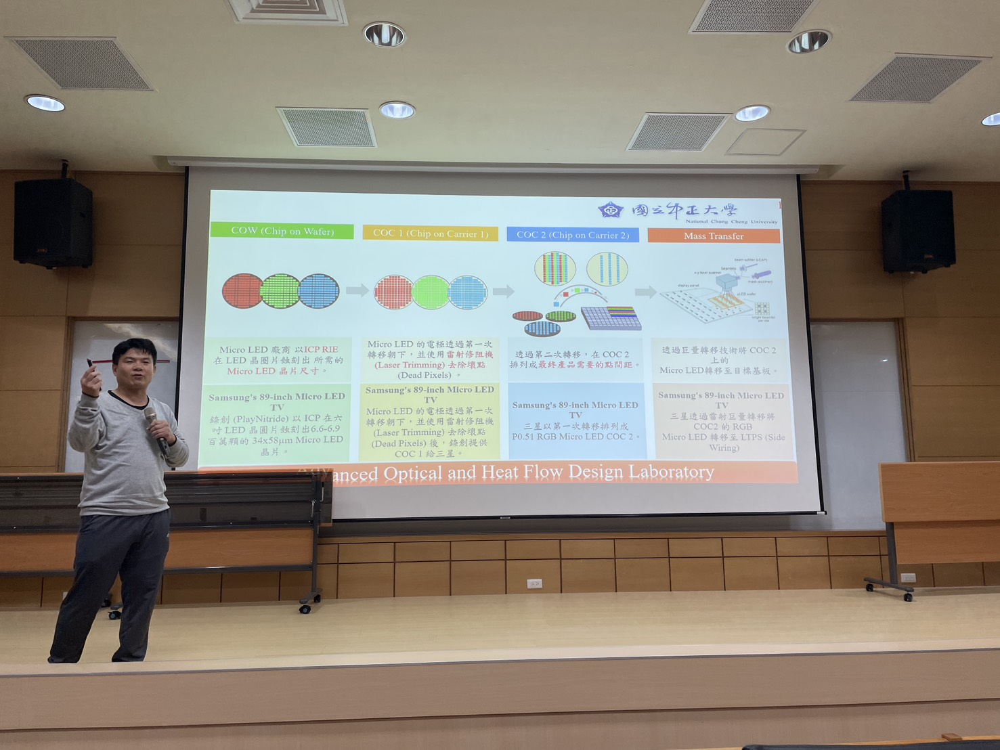 國立中正大學
National Chung Cheng University
COW (Chip on Wafer)
COC 1 (Chip on Carrier 1)
COC 2 (Chip on Carrier 2)
Mass Transfer
beam splitter (LEAP)
x-y laser scanner
beamlets
mask (excimer)
display panel
μLED wafer
single beamlet
per die
Micro LED 廠商 以ICP RIE
在 LED 晶圓片蝕刻出 所需的
Micro LED 晶片尺寸。
Micro LED 的電極透過第一次
轉移朝下，並使用雷射修阻機
(Laser Trimming) 去除壞點
(Dead Pixels) 。
透過第二次轉移，在 COC 2
排列成最終產品需要的點間距。
透過巨量轉移技術將 COC 2
上的
Micro LED轉移至目標基板。
Samsung's 89-inch Micro LED
TV
錼創 (PlayNitride) 以 ICP 在六
吋 LED 晶圓片蝕刻出6.6-6.9
百萬顆的 34x58μm Micro LED
晶片。
Samsung's 89-inch Micro LED
TV
Micro LED 的電極透過第一次
轉移朝下，並使用雷射修阻機
(Laser Trimming) 去除壞點
(Dead Pixels) 後，錼創提供
COC 1 給三星。
Samsung's 89-inch Micro LED
TV
三星以第一次轉移排列成
P0.51 RGB Micro LED COC 2。
Samsung's 89-inch Micro LED
TV
三星透過雷射巨量轉移將
COC2 的 RGB
Micro LED 轉移至 LTPS (Side
Wiring)
Advanced Optical and Heat Flow Design Laboratory